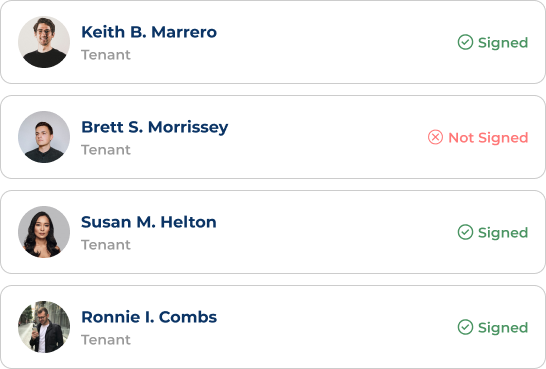 Keith B. Marrero
Tenant
Signed
Brett S. Morrissey
Tenant
Not Signed
Susan M. Helton
Tenant
Signed
Ronnie I. Combs
Tenant
Signed